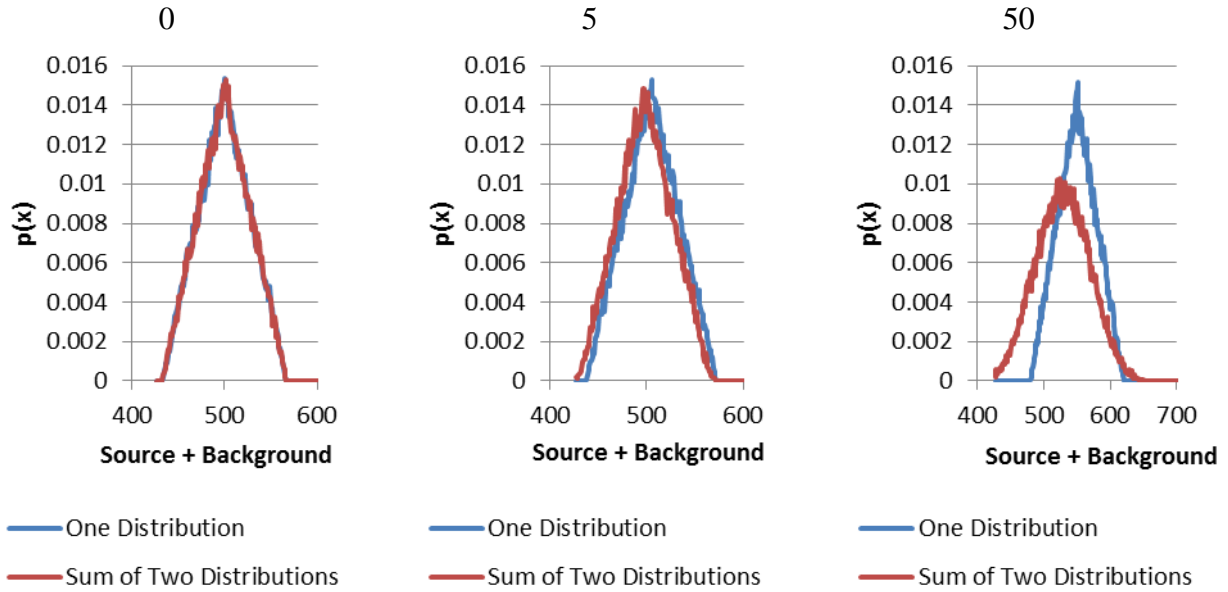 0 5 50
0.016 0.016 0.016
0.014 0.014 0.014
0.012 0.012 0.012
0.01 0.01 0.01
0.008 0.008 0.008
0.006 0.006 0.006
0.004 0.004 0.004
0.002 0.002 0.002
0 0 0
p(x) p(x) p(x)
400 500 600 400 500 600 400 500 600 700
Source + Background Source + Background Source + Background
One Distribution One Distribution One Distribution
Sum of Two Distributions Sum of Two Distributions Sum of Two Distributions